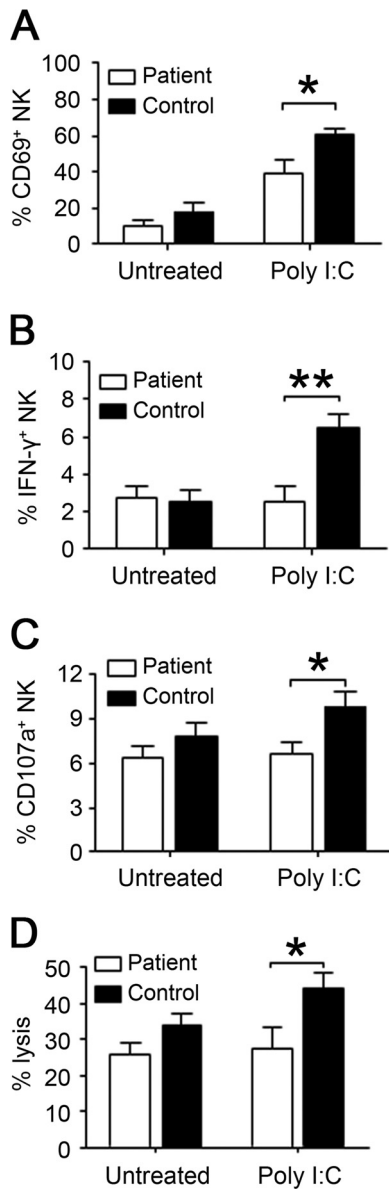 A
% CD69+ NK
100
80
60
40
20
0
Patient
Control
*
Untreated Poly I:C
B
% IFN-γ+ NK
10
8
6
4
2
0
Patient
Control
**
Untreated Poly I:C
C
% CD107a+ NK
12
9
6
3
0
Patient
Control
*
Untreated Poly I:C
D
% lysis
50
40
30
20
10
0
Patient
Control
*
Untreated Poly I:C